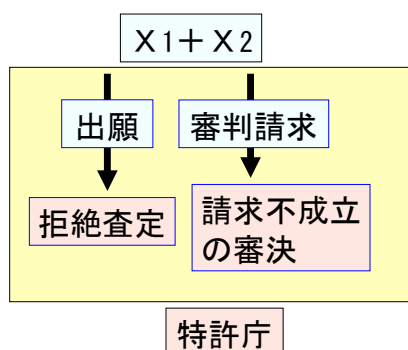 X1+X2
出願
審判請求
拒絶査定
請求不成立
の審決
特許庁